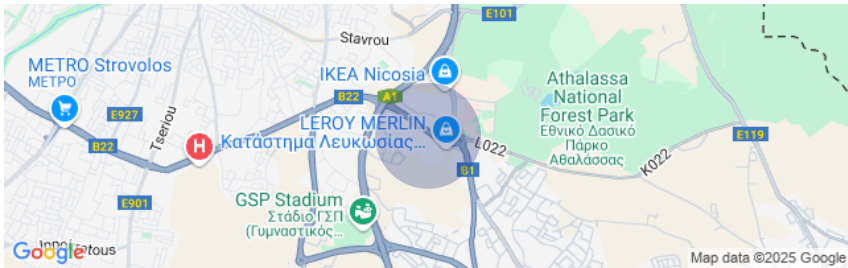 E101
Stavrou
METRO Strovolos
ΜΕΤΡΟ
IKEA Nicosia
Athalassa
National
Forest Park
Εθνικό Δασικό
Πάρκο
Αθαλάσσας
B22
A1
E927
Tseriou
LEROY MERLIN
Κατάστημα Λευκωσίας...
L022
E119
K022
B22
H
B1
E901
GSP Stadium
Στάδιο ΓΣΠ
(Γυμναστικός...
Google
Map data ©2025 Google